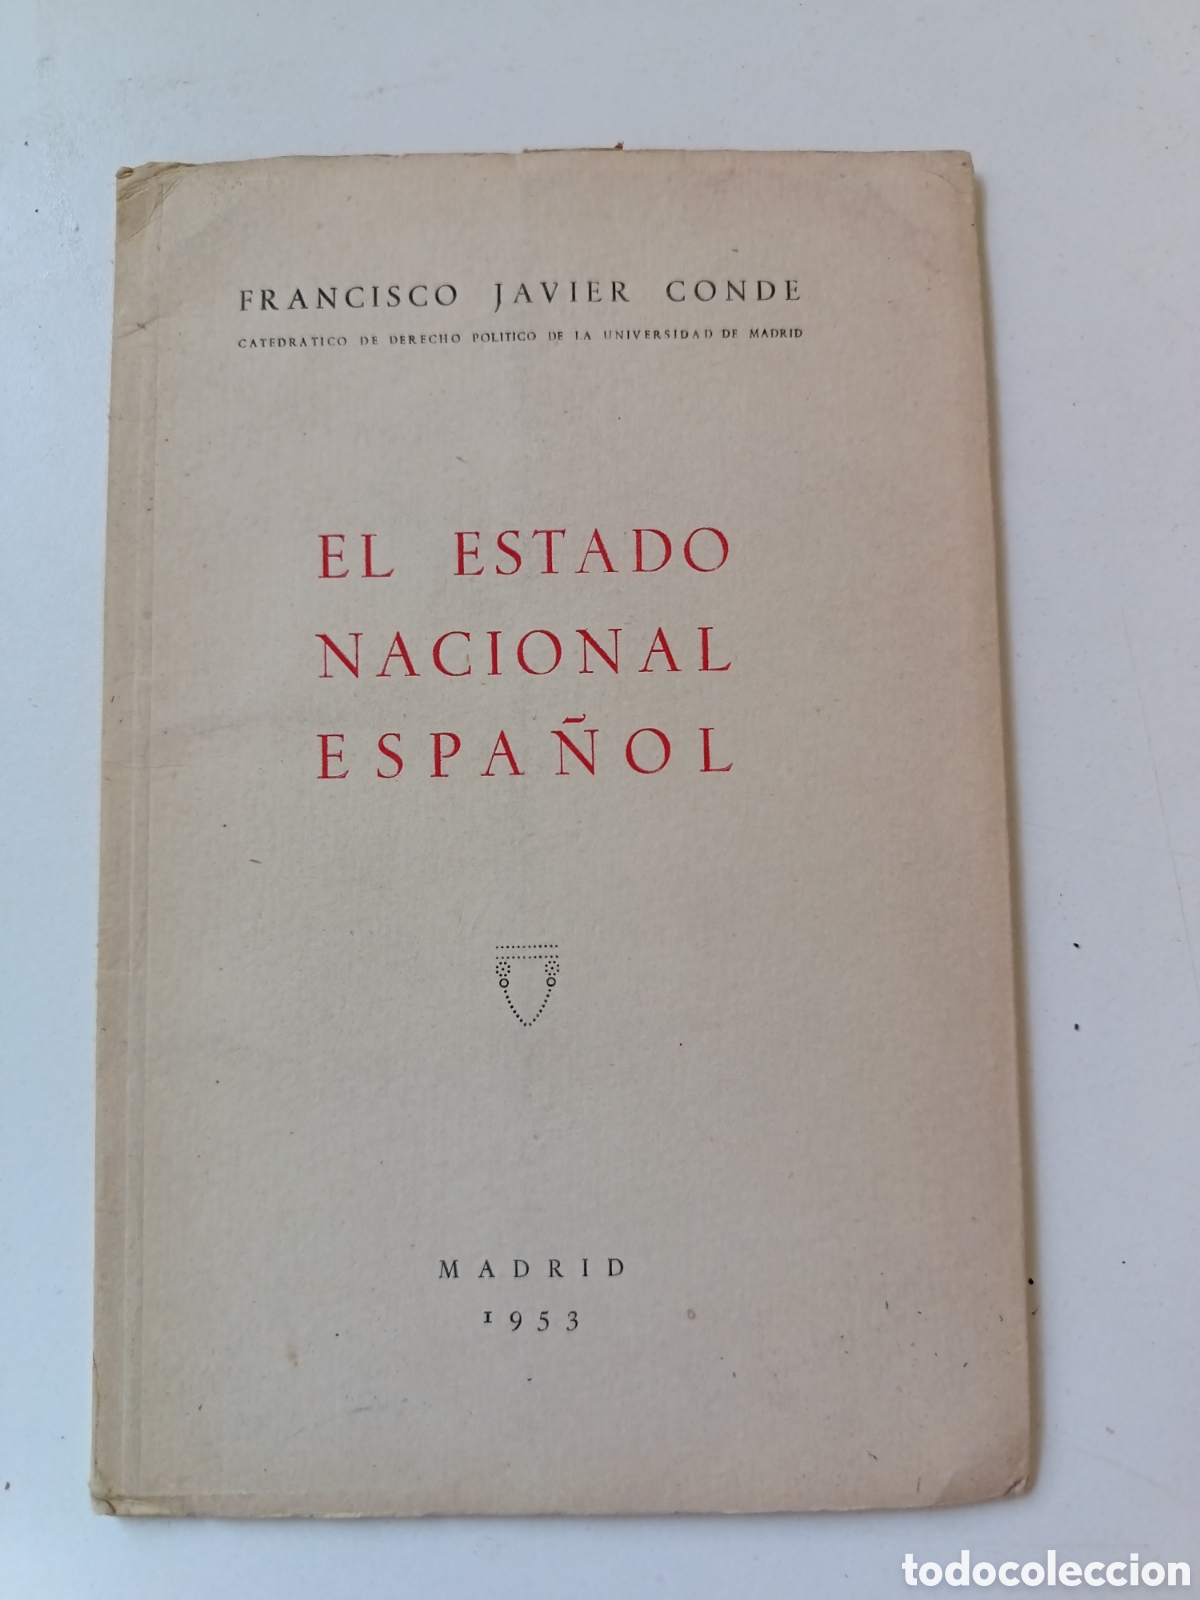 FRANCISCO JAVIER CONDE
CATEDRATICO DE DERECHO POLITICO DE LA UNIVERSIDAD DE MADRID
EL ESTADO
NACIONAL
ESPAÑOL
MADRID
1953
todocoleccion